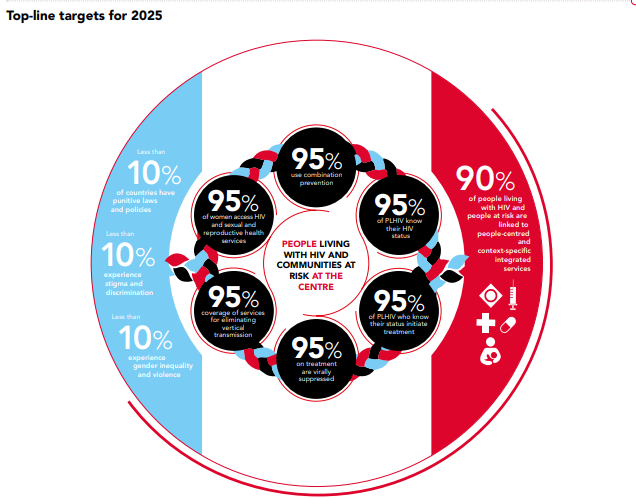 Top-line targets for 2025
Less than
10%
of countries have
punitive laws
and policies
Less than
10%
experience
stigma and
discrimination
Less than
10%
experience
gender inequality
and violence
95%
use combination
prevention
95%
of PLHIV know
their HIV
status
95%
of PLHIV who know
their status initiate
treatment
95%
on treatment
are virally
suppressed
95%
coverage of services
for eliminating
vertical
transmission
95%
of women access HIV
and sexual and
reproductive health
services
PEOPLE LIVING
WITH HIV AND
COMMUNITIES AT
RISK AT THE
CENTRE
90%
of people living
with HIV and
people at risk are
linked to
people-centred
and
context-specific
integrated
services